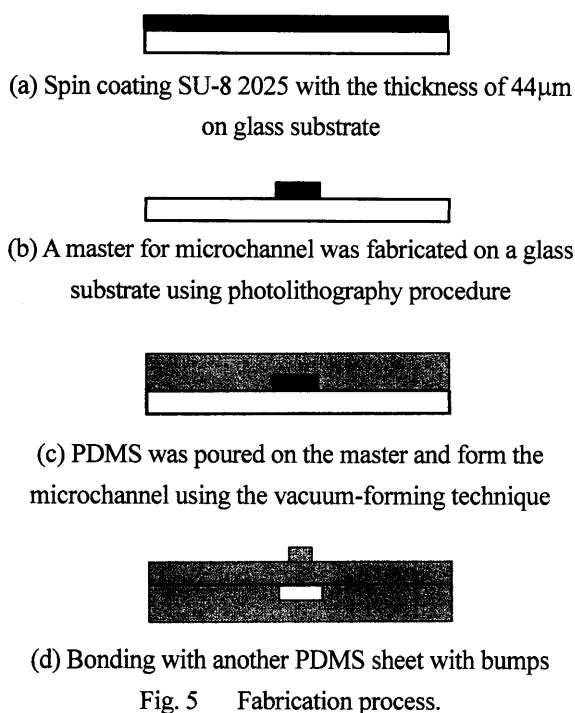 (a) Spin coating SU-8 2025 with the thickness of 44μm
on glass substrate
(b) A master for microchannel was fabricated on a glass
substrate using photolithography procedure
(c) PDMS was poured on the master and form the
microchannel using the vacuum-forming technique
(d) Bonding with another PDMS sheet with bumps
Fig. 5 Fabrication process.